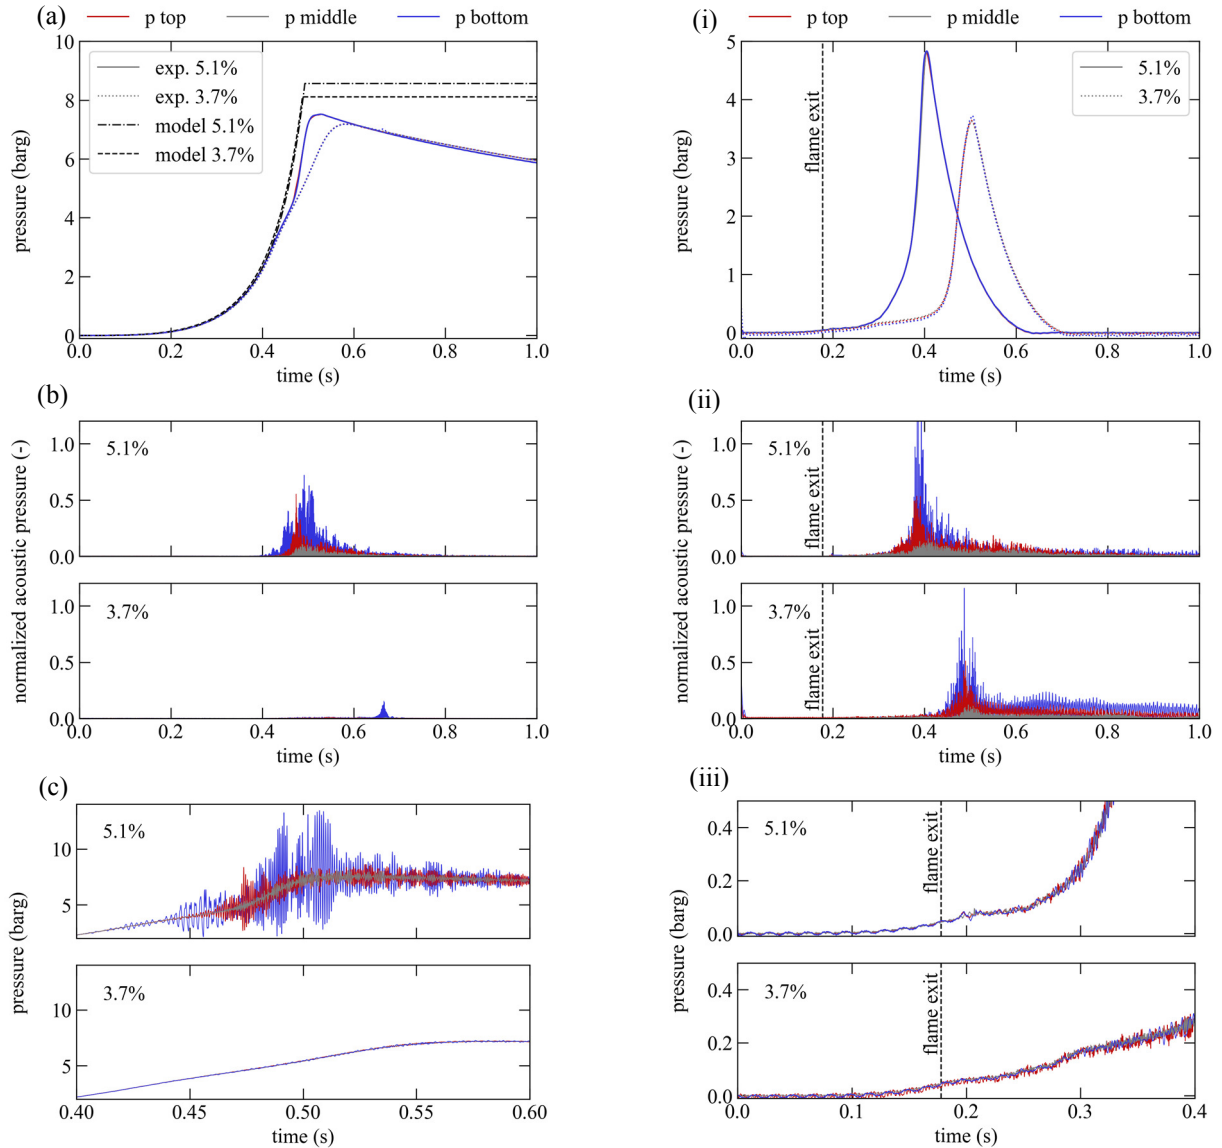 (a)
p top p middle p bottom
10
8
6
4
2
0
pressure (barg)
exp. 5.1%
exp. 3.7%
model 5.1%
model 3.7%
0.0 0.2 0.4 0.6 0.8 1.0
time (s)
(b)
normalized acoustic pressure (-)
1.0
0.5
0.0
5.1%
1.0
0.5
0.0
3.7%
0.0 0.2 0.4 0.6 0.8 1.0
time (s)
(c)
pressure (barg)
10
5
5.1%
10
5
3.7%
0.40 0.45 0.50 0.55 0.60
time (s)
(i)
p top p middle p bottom
5
4
3
2
1
0
pressure (barg)
flame exit
5.1%
3.7%
0.0 0.2 0.4 0.6 0.8 1.0
time (s)
(ii)
normalized acoustic pressure (-)
1.0
0.5
0.0
5.1%
flame exit
1.0
0.5
0.0
3.7%
flame exit
0.0 0.2 0.4 0.6 0.8 1.0
time (s)
(iii)
pressure (barg)
0.4
0.2
0.0
5.1%
flame exit
0.4
0.2
0.0
3.7%
flame exit
0.0 0.1 0.2 0.3 0.4
time (s)